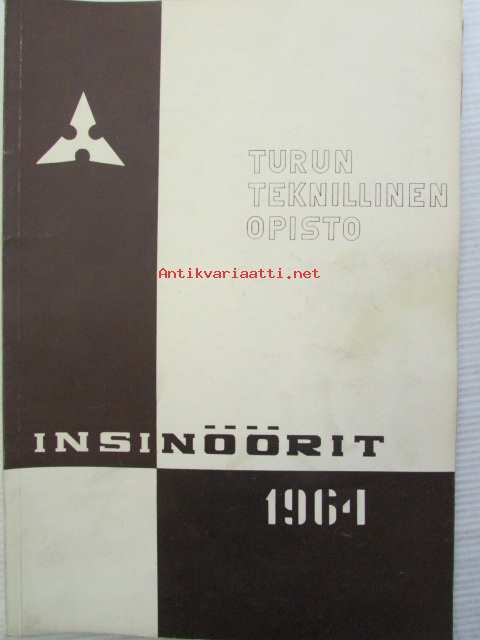 TURUN
TEKNILLINEN
OPISTO
Antikvariaatti.net
INSINÖÖRIT
1964